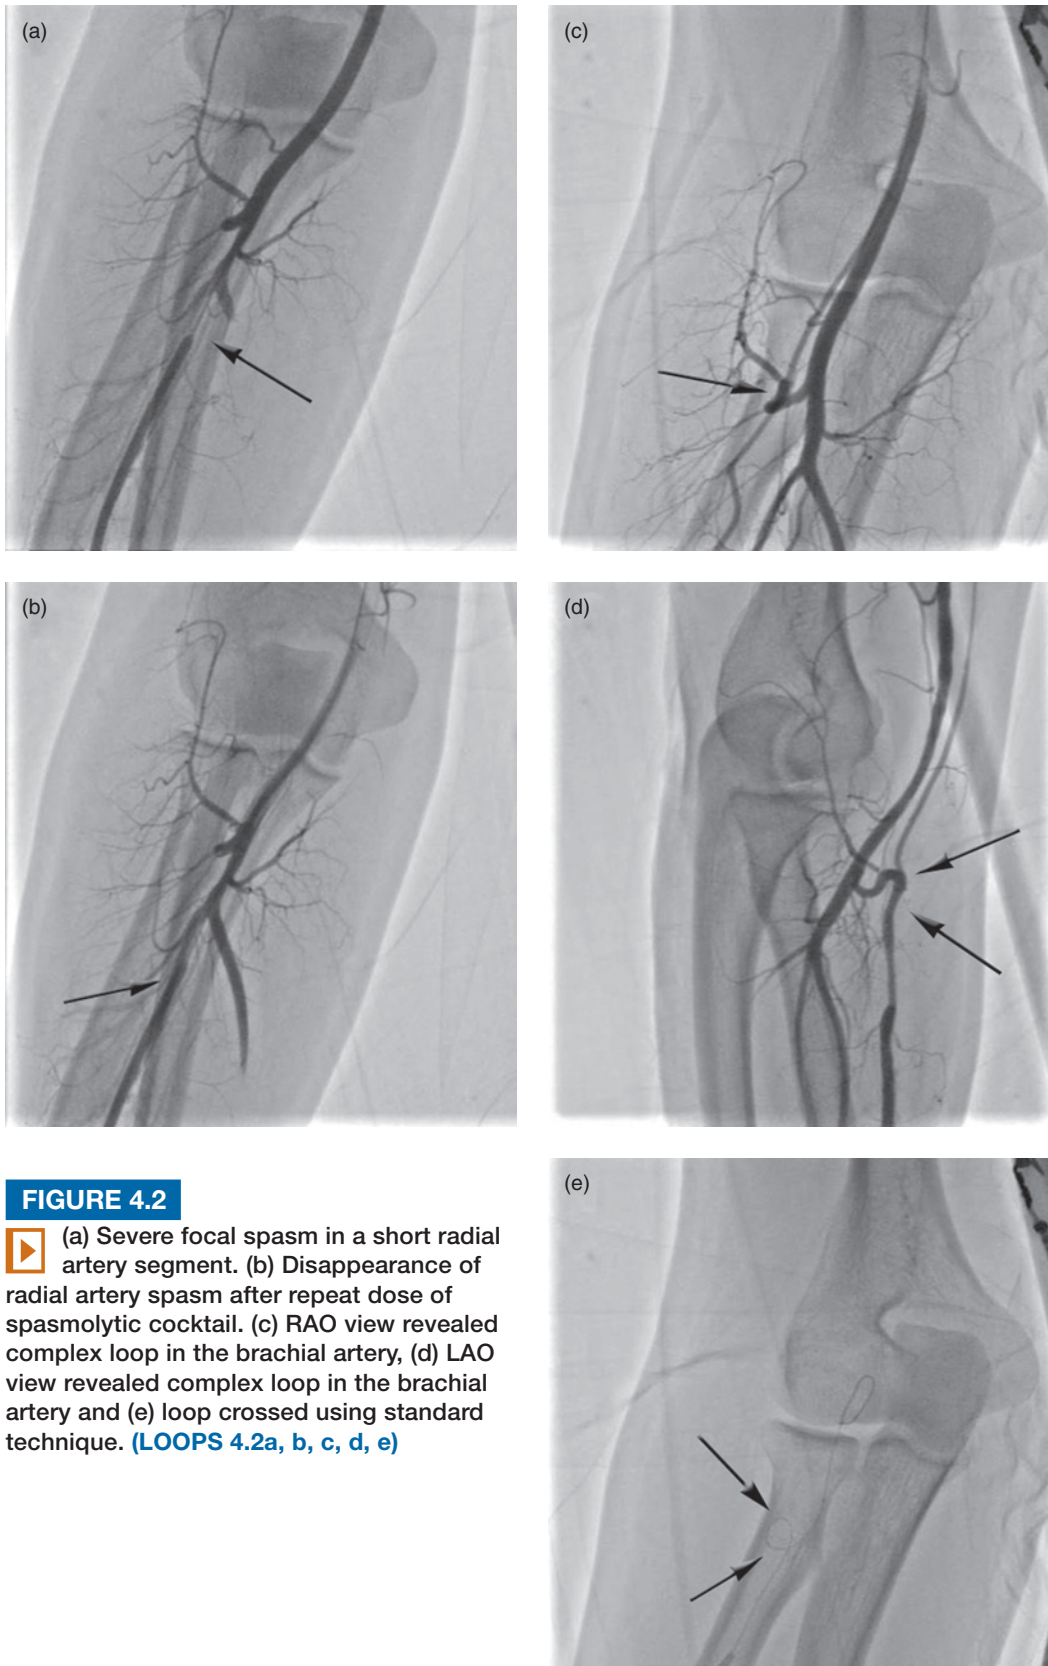 (a)
(c)
(b)
(d)
FIGURE 4.2
(a) Severe focal spasm in a short radial
artery segment. (b) Disappearance of
radial artery spasm after repeat dose of
spasmolytic cocktail. (c) RAO view revealed
complex loop in the brachial artery, (d) LAO
view revealed complex loop in the brachial
artery and (e) loop crossed using standard
technique. (LOOPS 4.2a, b, c, d, e)
(e)